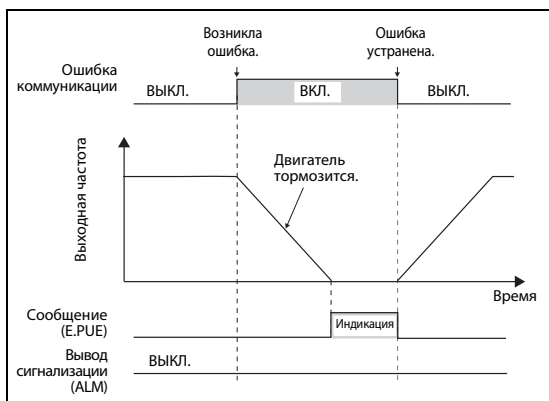 Возникла
ошибка.
Ошибка
устранена.
Ошибка
коммуникации
ВЫКЛ.
ВКЛ.
ВЫКЛ.
Выходная частота
Двигатель
тормозится.
Время
Сообщение
(E.PUE)
Индикация
Вывод
сигнализации
(ALM)
ВЫКЛ.